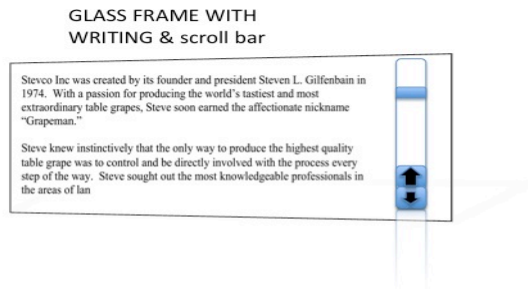 GLASS FRAME WITH
WRITING & scroll bar
Stevco Inc was created by its founder and president Steven L. Gilfenbain in
1974. With a passion for producing the world's tastiest and most
extraordinary table grapes, Steve soon earned the affectionate nickname
“Grapeman.”
Steve knew instinctively that the only way to produce the highest quality
table grape was to control and be directly involved with the process every
step of the way. Steve sought out the most knowledgeable professionals in
the areas of lan